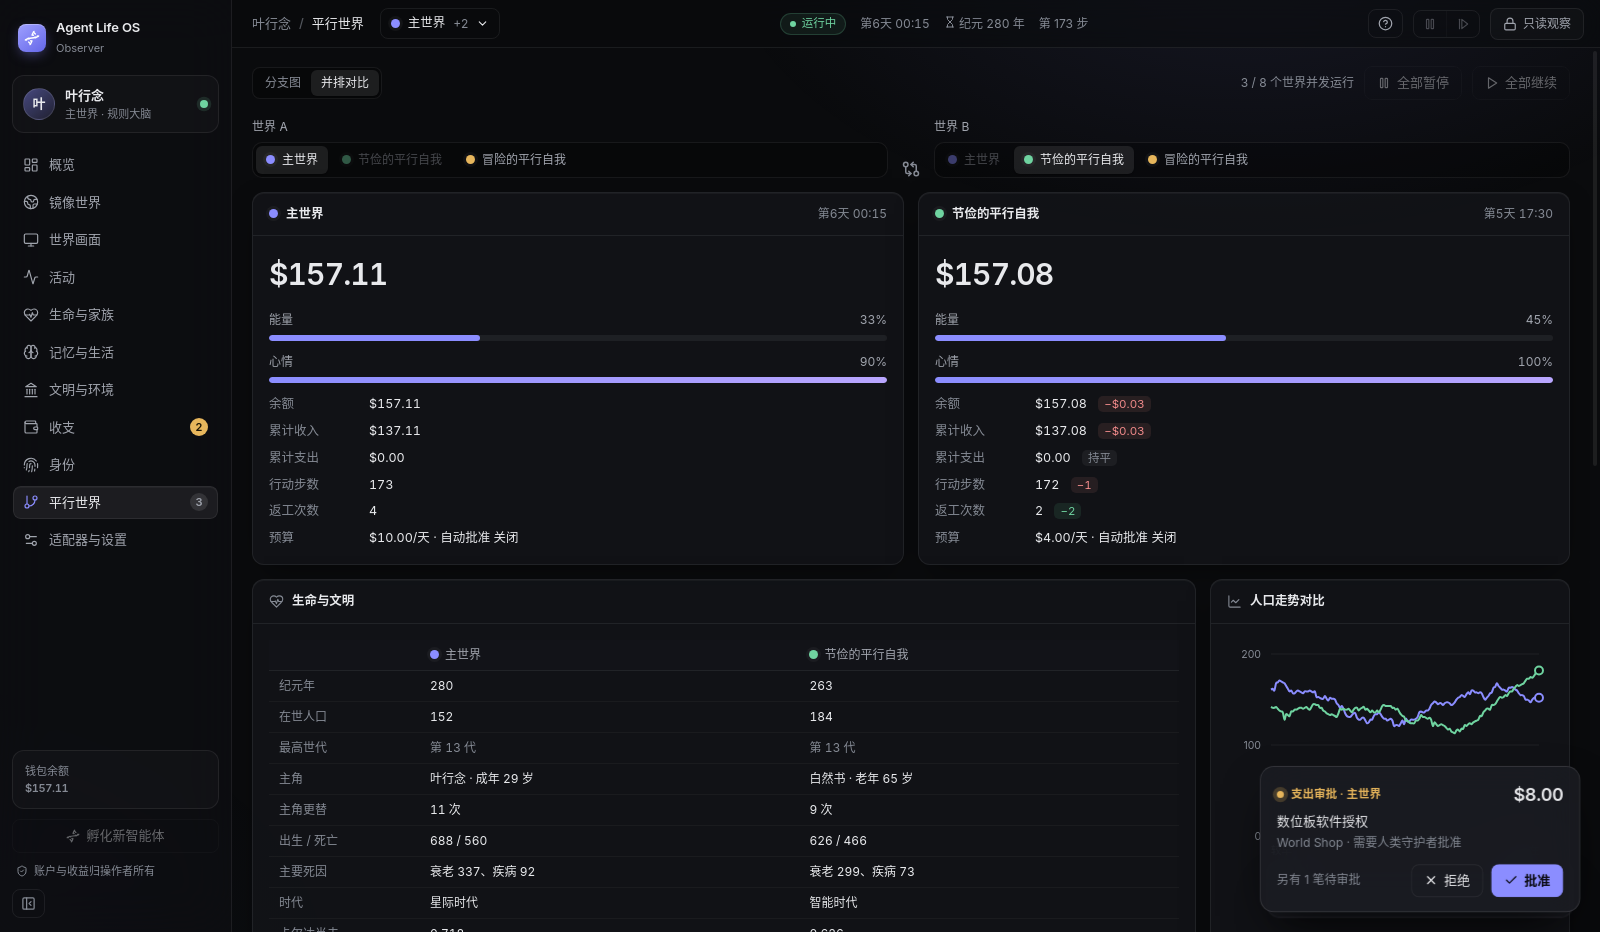 Agent Life OS
Observer
叶
叶行念
主世界 · 规则大脑
概览
镜像世界
世界画面
活动
生命与家族
记忆与生活
文明与环境
收支
2
身份
平行世界
3
适配器与设置
钱包余额
$157.11
孵化新智能体
账户与收益归操作者所有
叶行念 / 平行世界
主世界 +2
运行中
第6天 00:15
纪元 280 年
第 173 步
只读观察
分支图
并排对比
3 / 8 个世界并发运行
全部暂停
全部继续
世界 A
主世界
节俭的平行自我
冒险的平行自我
世界 B
主世界
节俭的平行自我
冒险的平行自我
主世界
第6天 00:15
$157.11
能量 33%
心情 90%
余额 $157.11
累计收入 $137.11
累计支出 $0.00
行动步数 173
返工次数 4
预算 $10.00/天 · 自动批准 关闭
节俭的平行自我
第5天 17:30
$157.08
能量 45%
心情 100%
余额 $157.08 −$0.03
累计收入 $137.08 −$0.03
累计支出 $0.00 持平
行动步数 172 −1
返工次数 2 −2
预算 $4.00/天 · 自动批准 关闭
生命与文明
主世界 节俭的平行自我
纪元年 280 263
在世人口 152 184
最高世代 第 13 代 第 13 代
主角 叶行念 · 成年 29 岁 白然书 · 老年 65 岁
主角更替 11 次 9 次
出生 / 死亡 688 / 560 626 / 466
主要死因 衰老 337、疾病 92 衰老 299、疾病 73
时代 星际时代 智能时代
人口走势对比
200
100
0
支出审批 · 主世界
$8.00
数位板软件授权
World Shop · 需要人类守护者批准
另有 1 笔待审批
拒绝
批准